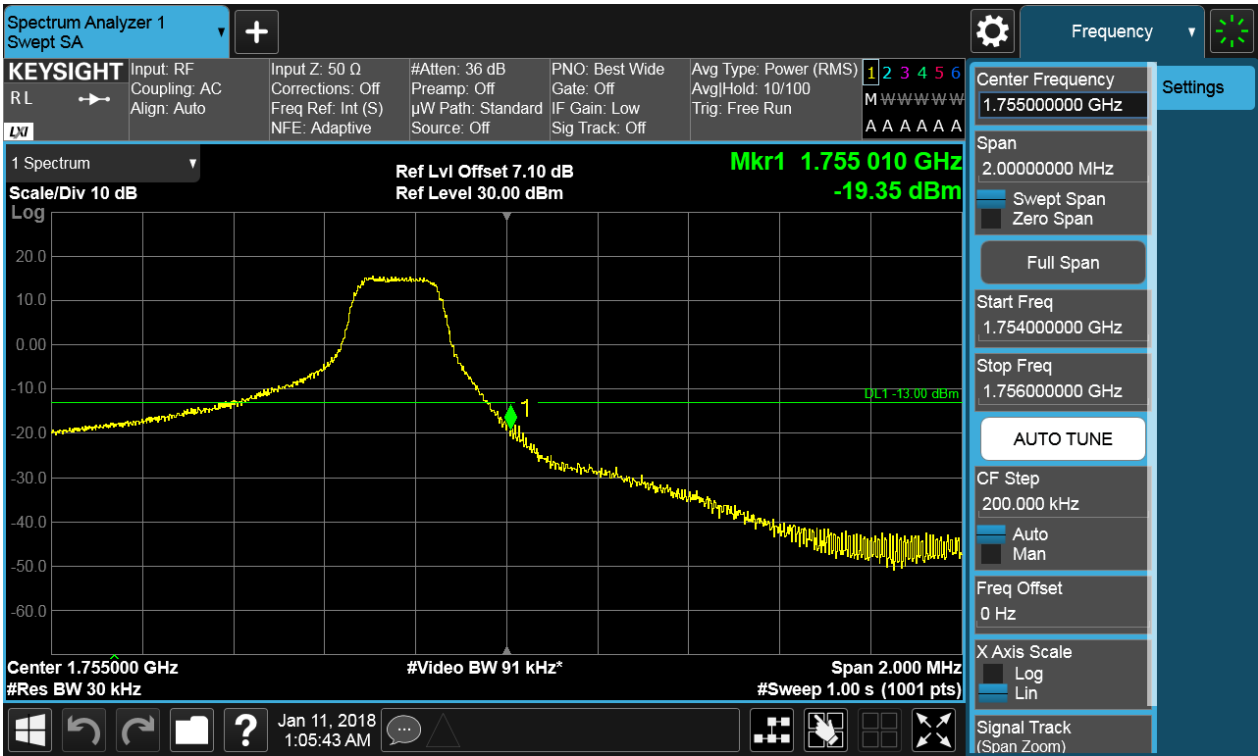 Spectrum Analyzer 1
Swept SA
Frequency
KEYSIGHT
R L
LXI
Input: RF
Coupling: AC
Align: Auto
Input Z: 50 Ω
Corrections: Off
Freq Ref: Int (S)
NFE: Adaptive
#Atten: 36 dB
Preamp: Off
µW Path: Standard
Source: Off
PNO: Best Wide
Gate: Off
IF Gain: Low
Sig Track: Off
Avg Type: Power (RMS)
Avg|Hold: 10/100
Trig: Free Run
1 2 3 4 5 6
M W W W W W
A A A A A A
1 Spectrum
Scale/Div 10 dB
Log
Ref Lvl Offset 7.10 dB
Ref Level 30.00 dBm
Mkr1 1.755 010 GHz
-19.35 dBm
20.0
10.0
0.00
-10.0
-20.0
-30.0
-40.0
-50.0
-60.0
DL1 -13.00 dBm
1
Center 1.755000 GHz
#Res BW 30 kHz
#Video BW 91 kHz*
Span 2.000 MHz
#Sweep 1.00 s (1001 pts)
Center Frequency
1.755000000 GHz
Span
2.00000000 MHz
Swept Span
Zero Span
Full Span
Start Freq
1.754000000 GHz
Stop Freq
1.756000000 GHz
AUTO TUNE
CF Step
200.000 kHz
Auto
Man
Freq Offset
0 Hz
X Axis Scale
Log
Lin
Signal Track
(Span Zoom)
Settings
?
Jan 11, 2018
1:05:43 AM